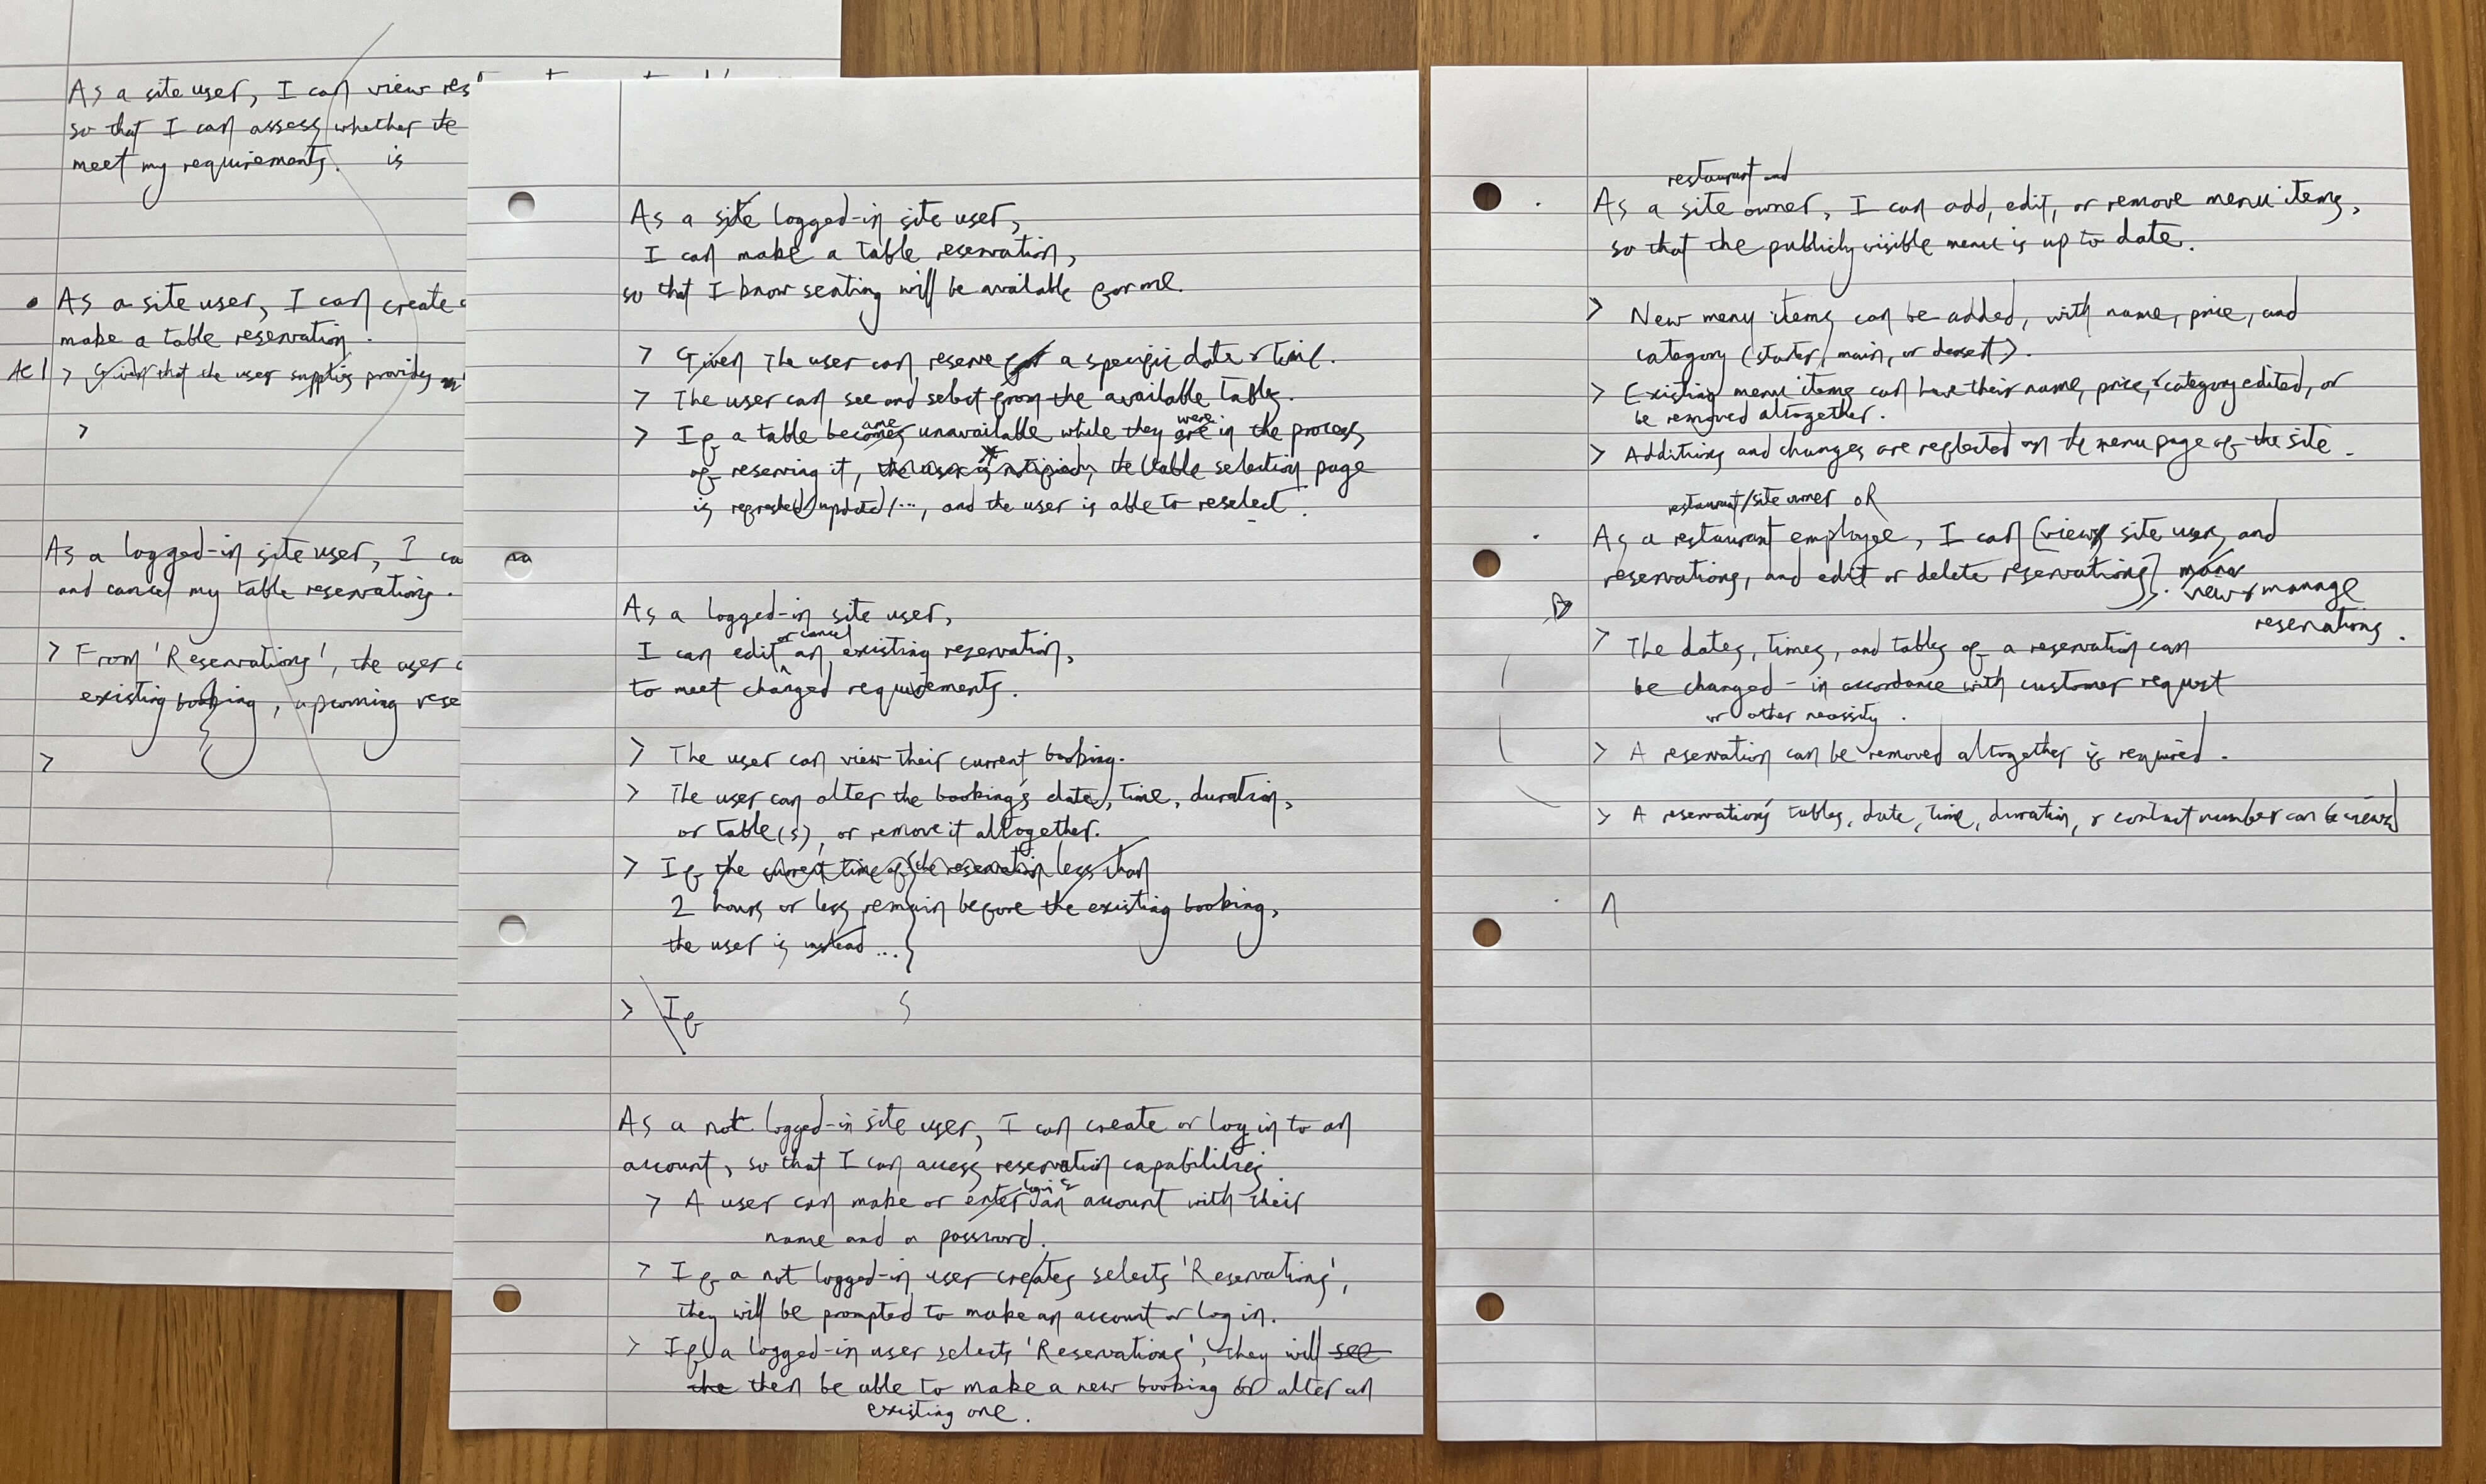 As a site user, I can view res
so that I can assess whether the
meet my requirements. is
As a site user, I can create
make a table reservation.
AC1 > Given that the user supplies provides
>
As a logged-in site user, I ca
and cancel my table reservations.
> From 'Reservations', the user
existing booking, upcoming rese
>
As a site logged-in site user,
I can make a table reservation,
so that I know seating will be available for me.
> Given The user can reserve for a specific date & time.
> The user can see and select from the available tables.
> If a table becomes ame unavailable while they are were in the process
of reserving it, the user is notified, the table selection page
is refreshed/updated/..., and the user is able to reselect.
As a logged-in site user,
I can edit or cancel an existing reservation,
to meet changed requirements.
> The user can view their current booking.
> The user can alter the booking's date, time, duration,
or table(s), or remove it altogether.
> If the current time of the reservation less than
2 hours or less remain before the existing booking,
the user is instead ...
> If
As a not logged-in site user, I can create or log in to an
account, so that I can access reservation capabilities.
> A user can make or enter login to an account with their
name and a password.
> If a not logged-in user creates selects 'Reservations',
they will be prompted to make an account or log in.
> If a logged-in user selects 'Reservations', they will see
the then be able to make a new booking or alter an
existing one.
restaurant and
As a site owner, I can add, edit, or remove menu items,
so that the publicly visible menu is up to date.
> New menu items can be added, with name, price, and
category (starter, main, or dessert).
> Existing menu items can have their name, price, & category edited, or
be removed altogether.
> Additions and changes are reflected on the menu page of the site.
restaurant/site owner OR
As a restaurant employee, I can (view site users and
reservations, and edit or delete reservations). mana
view & manage
reservations.
> The dates, times, and tables of a reservation can
be changed - in accordance with customer request
or other necessity.
> A reservation can be removed altogether if required.
> A reservation's tables, date, time, duration, & contact number can be viewed